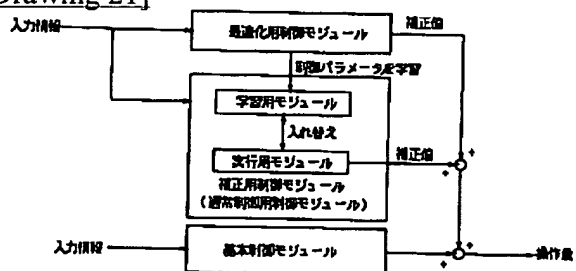 Drawing 21]
入力情報
最適化用制御モジュール
補正値
制御パラメータを学習
学習用モジュール
入れ替え
実行用モジュール
補正値
補正用制御モジュール
(通常制御用制御モジュール)
入力情報
基本制御モジュール
操作量
+
+
+
+